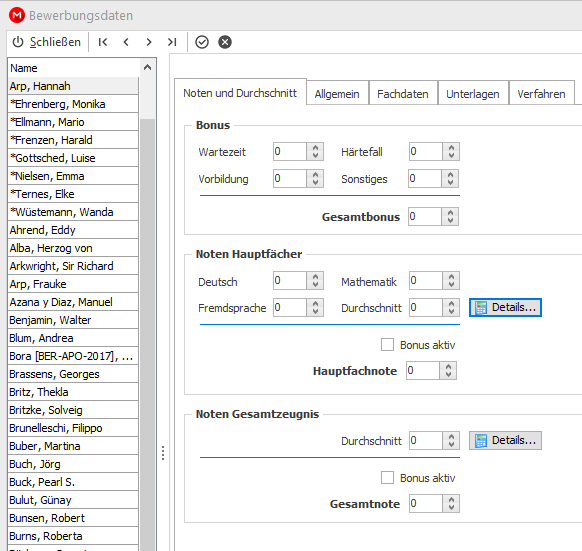 Bewerbungsdaten
Schließen
Name
Arp, Hannah
*Ehrenberg, Monika
*Ellmann, Mario
*Frenzen, Harald
*Gottsched, Luise
*Nielsen, Emma
*Ternes, Elke
*Wüstemann, Wanda
Ahrend, Eddy
Alba, Herzog von
Arkwright, Sir Richard
Arp, Frauke
Azana y Diaz, Manuel
Benjamin, Walter
Blum, Andrea
Bora [BER-APO-2017], ...
Brassens, Georges
Britz, Thekla
Britzke, Solveig
Brunelleschi, Filippo
Buber, Martina
Buch, Jörg
Buck, Pearl S.
Bulut, Günay
Bunsen, Robert
Burns, Roberta
Noten und Durchschnitt Allgemein Fachdaten Unterlagen Verfahren
Bonus
Wartezeit 0 Härtefall 0
Vorbildung 0 Sonstiges 0
Gesamtbonus 0
Noten Hauptfächer
Deutsch 0 Mathematik 0
Fremdsprache 0 Durchschnitt 0 Details...
Bonus aktiv
Hauptfachnote 0
Noten Gesamtzeugnis
Durchschnitt 0 Details...
Bonus aktiv
Gesamtnote 0